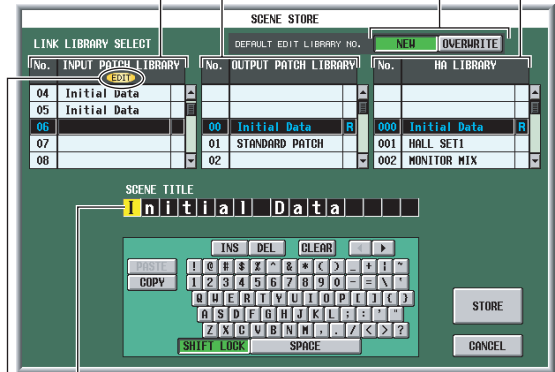 SCENE STORE
LINK LIBRARY SELECT DEFAULT EDIT LIBRARY NO. NEW OVERWRITE
No. INPUT PATCH LIBRARY No. OUTPUT PATCH LIBRARY No. HA LIBRARY
EDIT
04 Initial Data
05 Initial Data
06 00 Initial Data R 000 Initial Data R
07 01 STANDARD PATCH 001 HALL SET1
08 02 002 MONITOR MIX
SCENE TITLE
Initial Data
INS DEL CLEAR
PASTE ! @ # $ % ^ & * ( ) _ + ¦ ~
COPY 1 2 3 4 5 6 7 8 9 0 - = \ `
Q W E R T Y U I O P [ ] { }
A S D F G H J K L ; : ' "
Z X C V B N M , . / < > ?
SHIFT LOCK SPACE
STORE
CANCEL